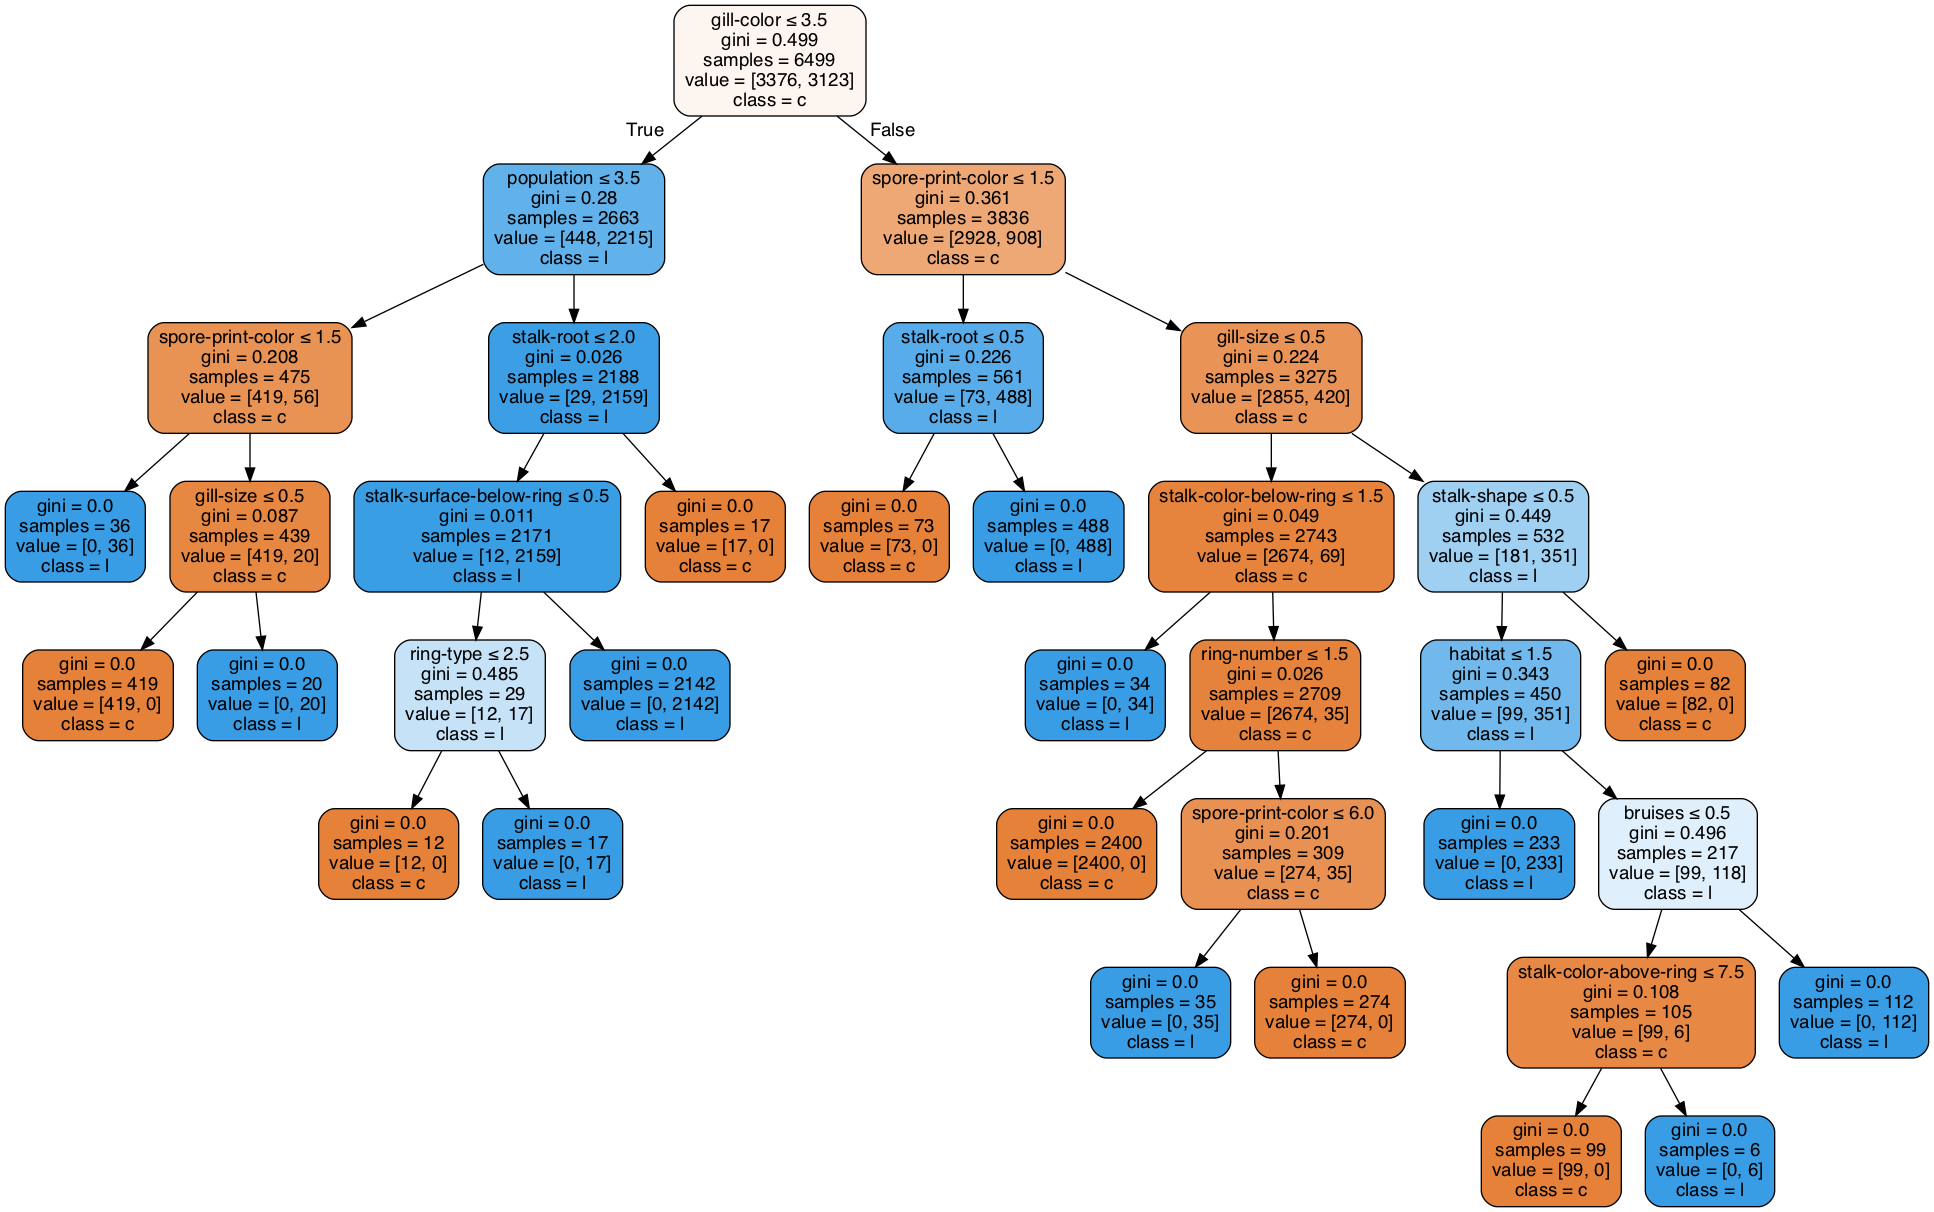 gill-color ≤ 3.5
gini = 0.499
samples = 6499
value = [3376, 3123]
class = c
True
False
population ≤ 3.5
gini = 0.28
samples = 2663
value = [448, 2215]
class = l
spore-print-color ≤ 1.5
gini = 0.361
samples = 3836
value = [2928, 908]
class = c
spore-print-color ≤ 1.5
gini = 0.208
samples = 475
value = [419, 56]
class = c
stalk-root ≤ 2.0
gini = 0.026
samples = 2188
value = [29, 2159]
class = l
stalk-root ≤ 0.5
gini = 0.226
samples = 561
value = [73, 488]
class = l
gill-size ≤ 0.5
gini = 0.224
samples = 3275
value = [2855, 420]
class = c
gini = 0.0
samples = 36
value = [0, 36]
class = l
gill-size ≤ 0.5
gini = 0.087
samples = 439
value = [419, 20]
class = c
stalk-surface-below-ring ≤ 0.5
gini = 0.011
samples = 2171
value = [12, 2159]
class = l
gini = 0.0
samples = 17
value = [17, 0]
class = c
gini = 0.0
samples = 73
value = [73, 0]
class = c
gini = 0.0
samples = 488
value = [0, 488]
class = l
stalk-color-below-ring ≤ 1.5
gini = 0.049
samples = 2743
value = [2674, 69]
class = c
stalk-shape ≤ 0.5
gini = 0.449
samples = 532
value = [181, 351]
class = l
gini = 0.0
samples = 419
value = [419, 0]
class = c
gini = 0.0
samples = 20
value = [0, 20]
class = l
ring-type ≤ 2.5
gini = 0.485
samples = 29
value = [12, 17]
class = l
gini = 0.0
samples = 2142
value = [0, 2142]
class = l
gini = 0.0
samples = 34
value = [0, 34]
class = l
ring-number ≤ 1.5
gini = 0.026
samples = 2709
value = [2674, 35]
class = c
habitat ≤ 1.5
gini = 0.343
samples = 450
value = [99, 351]
class = l
gini = 0.0
samples = 82
value = [82, 0]
class = c
gini = 0.0
samples = 12
value = [12, 0]
class = c
gini = 0.0
samples = 17
value = [0, 17]
class = l
gini = 0.0
samples = 2400
value = [2400, 0]
class = c
spore-print-color ≤ 6.0
gini = 0.201
samples = 309
value = [274, 35]
class = c
gini = 0.0
samples = 233
value = [0, 233]
class = l
bruises ≤ 0.5
gini = 0.496
samples = 217
value = [99, 118]
class = l
gini = 0.0
samples = 35
value = [0, 35]
class = l
gini = 0.0
samples = 274
value = [274, 0]
class = c
stalk-color-above-ring ≤ 7.5
gini = 0.108
samples = 105
value = [99, 6]
class = c
gini = 0.0
samples = 112
value = [0, 112]
class = l
gini = 0.0
samples = 99
value = [99, 0]
class = c
gini = 0.0
samples = 6
value = [0, 6]
class = l